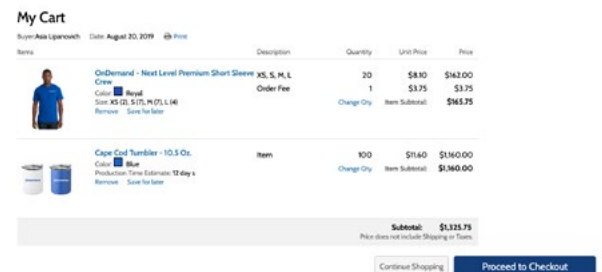 My Cart
Buyer: Asia Lipanovich Date: August 20, 2019 Print
Items Description Quantity Unit Price Price
OnDemand - Next Level Premium Short Sleeve Crew XS, S, M, L 20 $8.10 $162.00
Color: Royal Order Fee 1 $3.75 $3.75
Size: XS (2), S (7), M (7), L (4) Change Qty. Item Subtotal: $165.75
Remove Save for later
Cape Cod Tumbler - 10.5 Oz. Item 100 $11.60 $1,160.00
Color: Blue Change Qty. Item Subtotal: $1,160.00
Production Time Estimate: 12 day s
Remove Save for later
Subtotal: $1,325.75
Price does not include Shipping or Taxes
Continue Shopping Proceed to Checkout